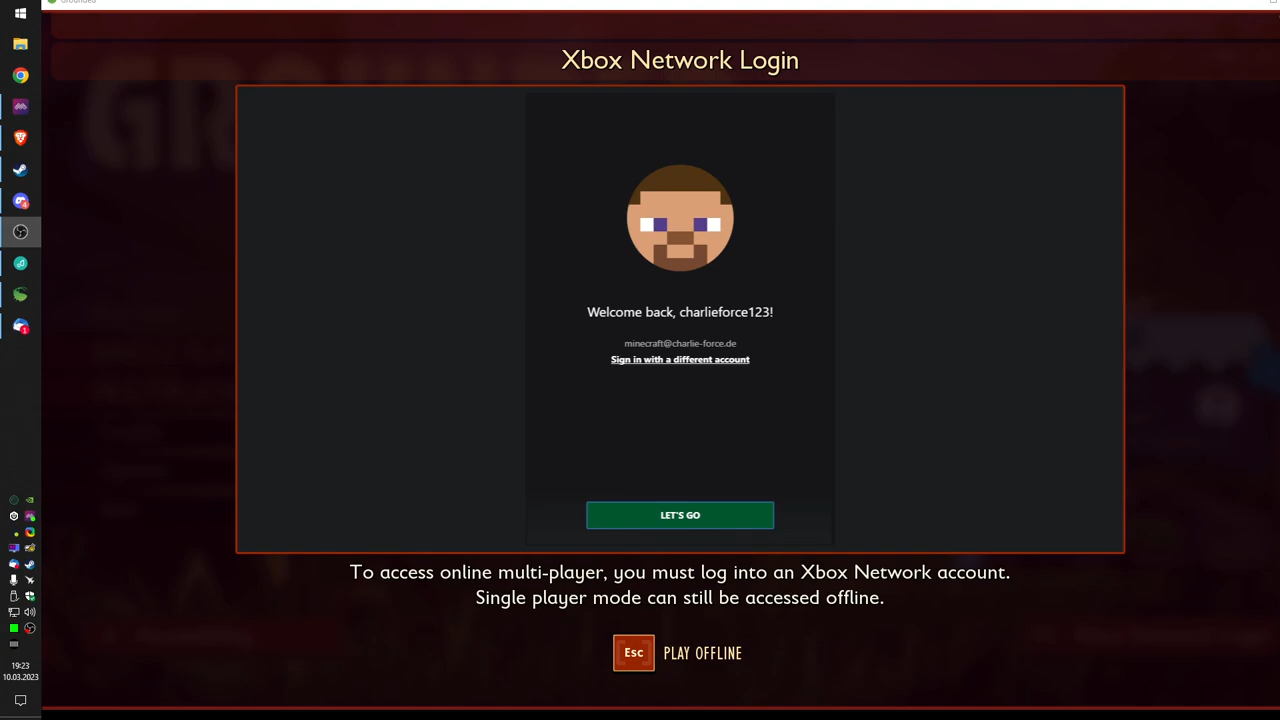 Grounded
Xbox Network Login
Welcome back, charlieforce123!
minecraft@charlie-force.de
Sign in with a different account
LET'S GO
To access online multi-player, you must log into an Xbox Network account.
Single player mode can still be accessed offline.
Esc PLAY OFFLINE
19:23
10.03.2023